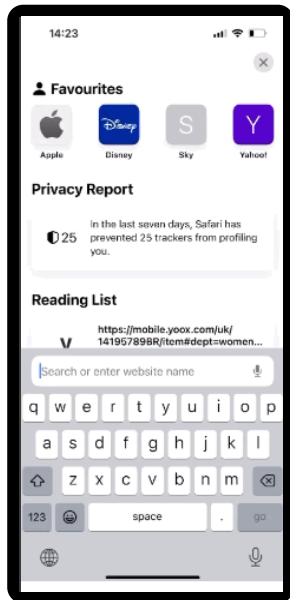 14:23
Favourites
Disney
S
Y
Apple
Disney
Sky
Yahoo!
Privacy Report
25
In the last seven days, Safari has
prevented 25 trackers from profiling
you.
Reading List
https://mobile.yoox.com/uk/
14195789BR/item#dept=women...
Search or enter website name
q w e r t y u i o p
a s d f g h j k l
z x c v b n m
123
space
.
go